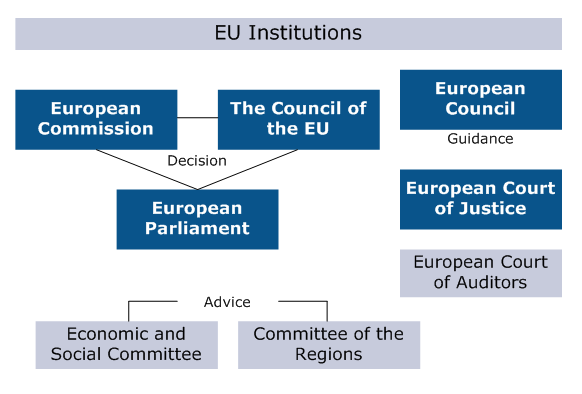 EU Institutions
European
Commission
The Council of
the EU
European
Council
Guidance
Decision
European
Parliament
European Court
of Justice
European Court
of Auditors
Advice
Economic and
Social Committee
Committee of the
Regions